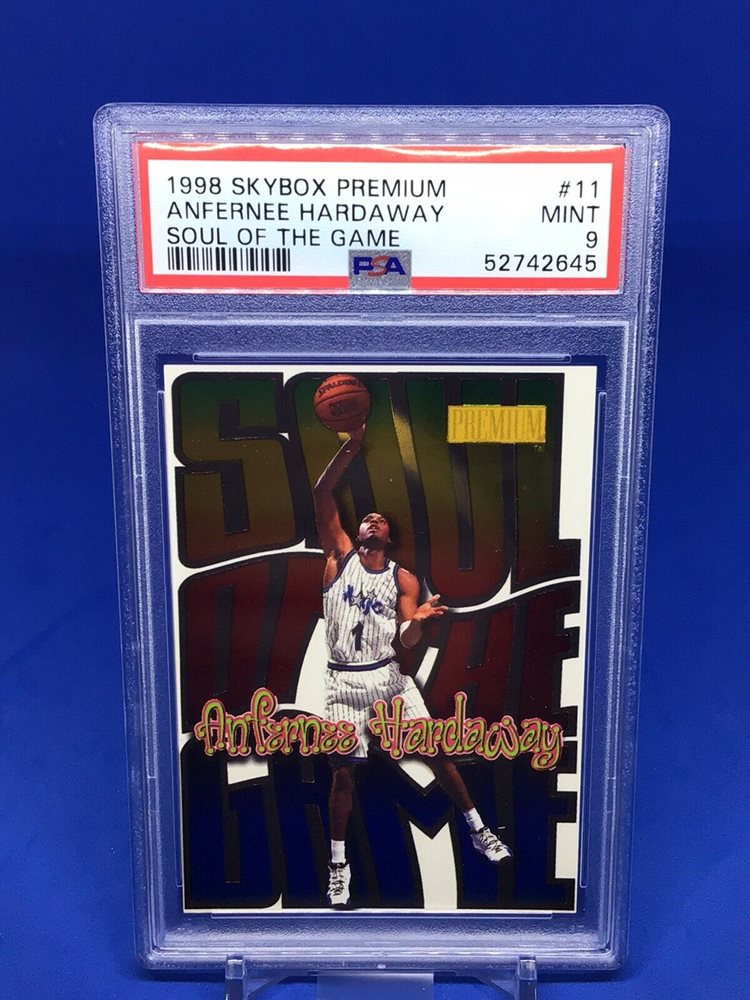 1998 SKYBOX PREMIUM #11
ANFERNEE HARDAWAY MINT
SOUL OF THE GAME 9
PSA 52742645
SOUL
SPALDING
PREMIUM
OF THE
Magic
1
Anfernee Hardaway
GAME